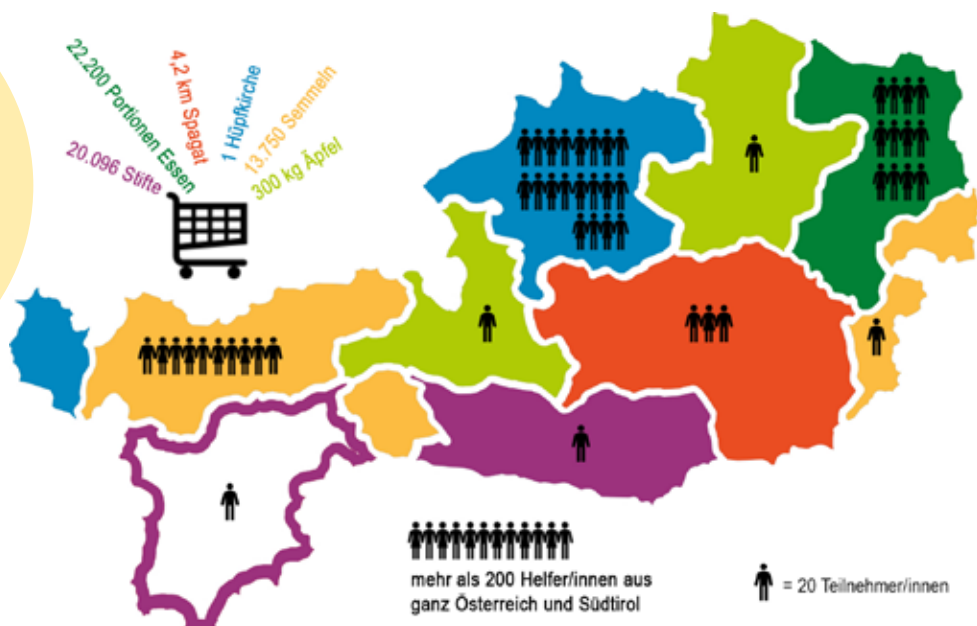 20.096 Stifte
22.200 Portionen Essen
4,2 km Spagat
1 Hüpfkirche
13.750 Semmeln
300 kg Äpfel
mehr als 200 Helfer/innen aus
ganz Österreich und Südtirol
= 20 Teilnehmer/innen